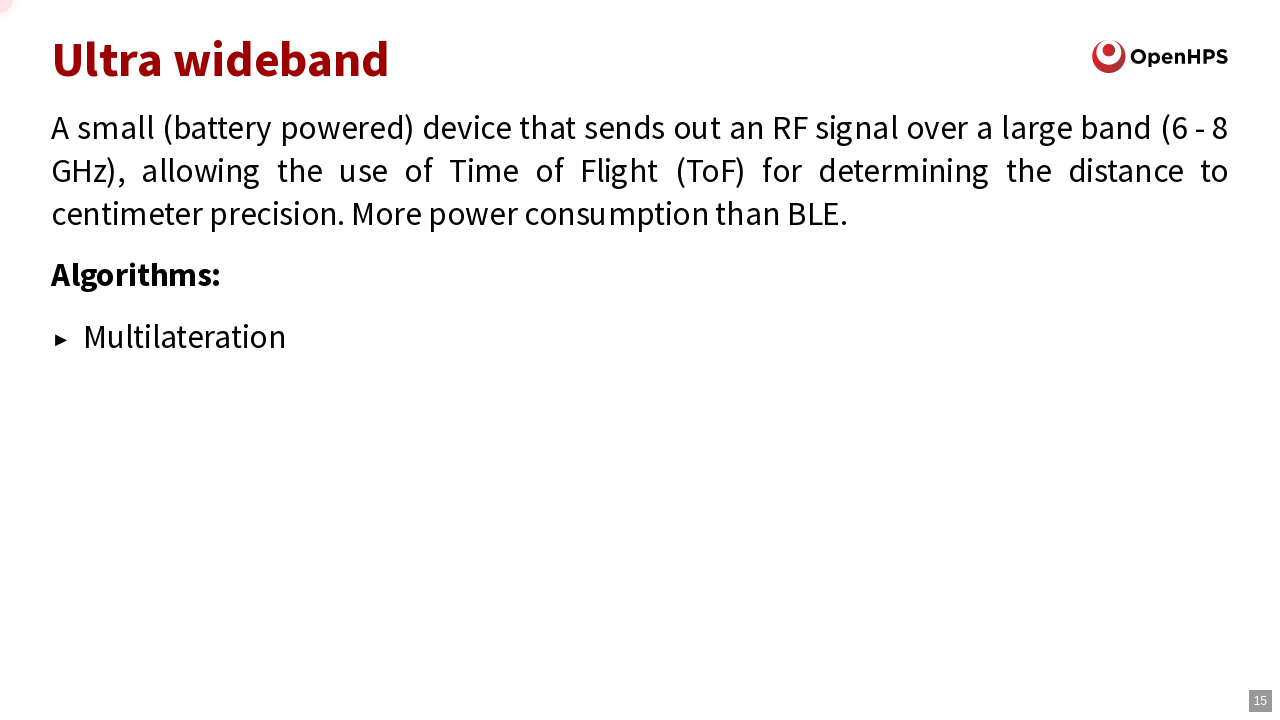 Ultra wideband
OpenHPS
A small (battery powered) device that sends out an RF signal over a large band (6 - 8
GHz), allowing the use of Time of Flight (ToF) for determining the distance to
centimeter precision. More power consumption than BLE.
Algorithms:
▸ Multilateration
15